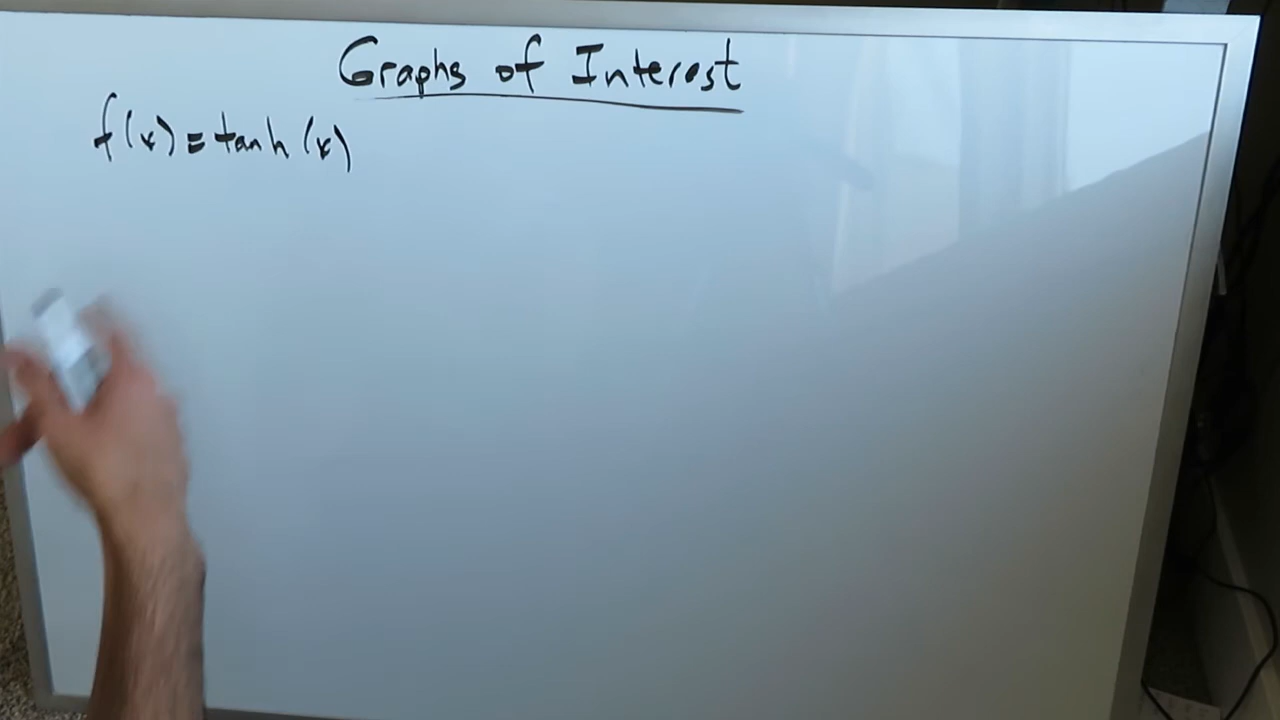 Graphs of Interest
f(x) = tanh(x)